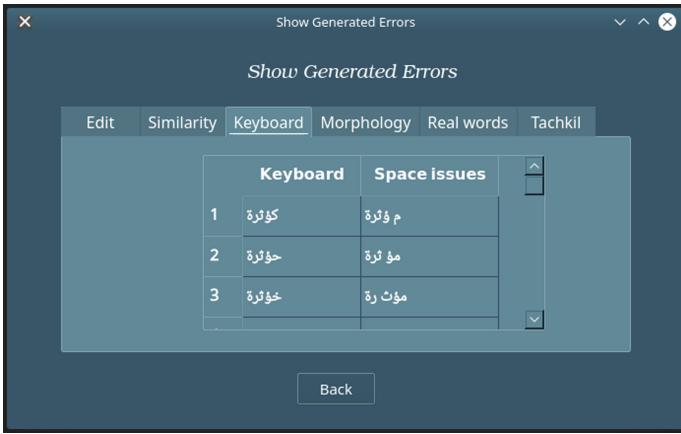 Show Generated Errors
Show Generated Errors
Edit Similarity Keyboard Morphology Real words Tachkil
Keyboard Space issues
1 كؤثرة م ؤثرة
2 حؤثرة مؤ ثرة
3 خؤثرة مؤث رة
Back